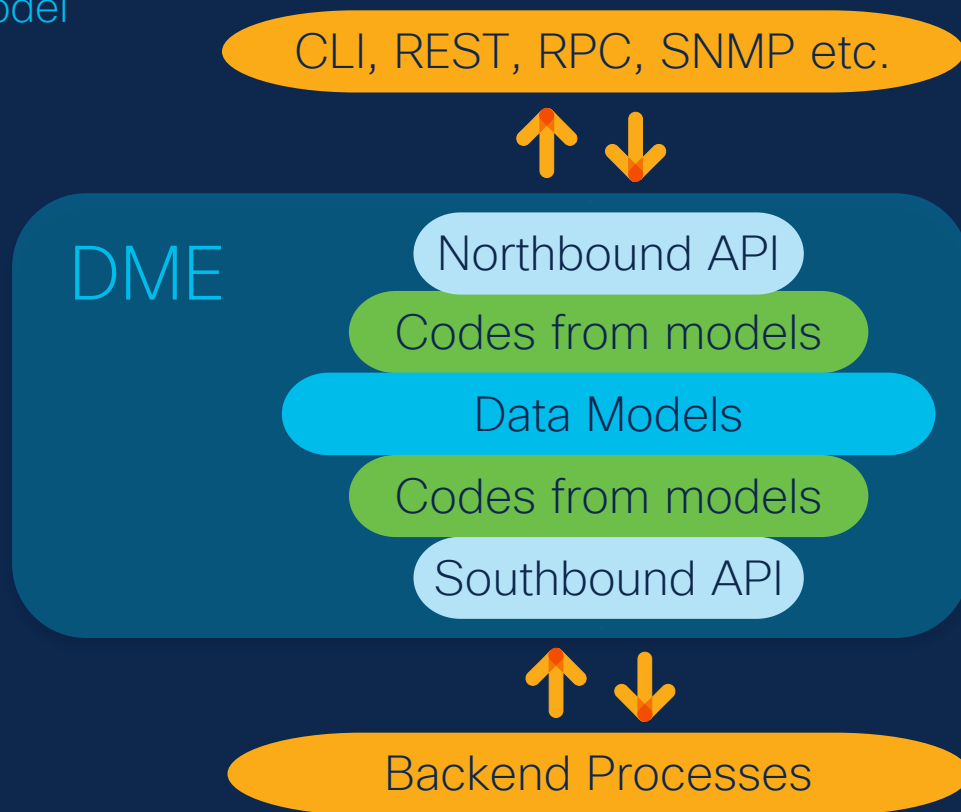 CLI, REST, RPC, SNMP etc.
DME
Northbound API
Codes from models
Data Models
Codes from models
Southbound API
Backend Processes